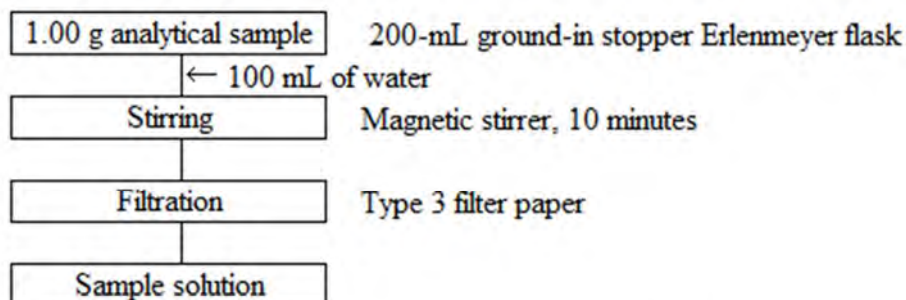 1.00 g analytical sample 200-mL ground-in stopper Erlenmeyer flask
← 100 mL of water
Stirring Magnetic stirrer, 10 minutes
Filtration Type 3 filter paper
Sample solution